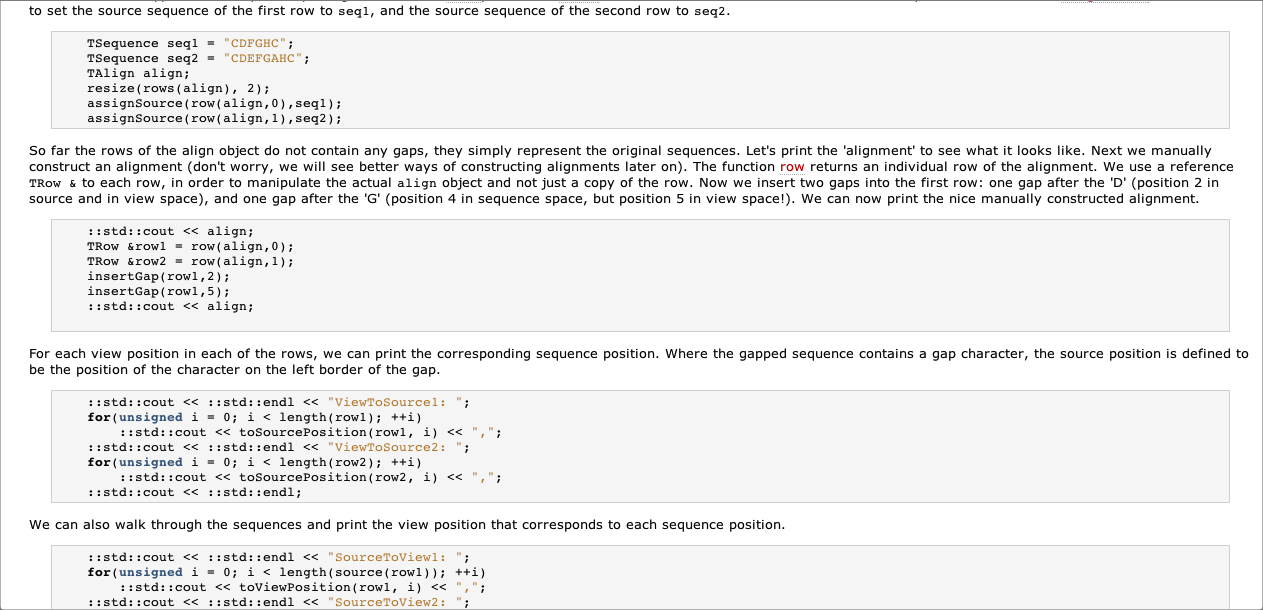 to set the source sequence of the first row to seq1, and the source sequence of the second row to seq2.
TSequence seq1 = "CDFGHC";
TSequence seq2 = "CDEFGAHC";
TAlign align;
resize(rows(align), 2);
assignSource(row(align,0),seq1);
assignSource(row(align,1),seq2);
So far the rows of the align object do not contain any gaps, they simply represent the original sequences. Let's print the 'alignment' to see what it looks like. Next we manually
construct an alignment (don't worry, we will see better ways of constructing alignments later on). The function row returns an individual row of the alignment. We use a reference
TRow & to each row, in order to manipulate the actual align object and not just a copy of the row. Now we insert two gaps into the first row: one gap after the 'D' (position 2 in
source and in view space), and one gap after the 'G' (position 4 in sequence space, but position 5 in view space!). We can now print the nice manually constructed alignment.
::std::cout << align;
TRow &row1 = row(align,0);
TRow &row2 = row(align,1);
insertGap(row1,2);
insertGap(row1,5);
::std::cout << align;
For each view position in each of the rows, we can print the corresponding sequence position. Where the gapped sequence contains a gap character, the source position is defined to
be the position of the character on the left border of the gap.
::std::cout << ::std::endl << "ViewToSource1: ";
for(unsigned i = 0; i < length(row1); ++i)
::std::cout << toSourcePosition(row1, i) << ",";
::std::cout << ::std::endl << "ViewToSource2: ";
for(unsigned i = 0; i < length(row2); ++i)
::std::cout << toSourcePosition(row2, i) << ",";
::std::cout << ::std::endl;
We can also walk through the sequences and print the view position that corresponds to each sequence position.
::std::cout << ::std::endl << "SourceToView1: ";
for(unsigned i = 0; i < length(source(row1)); ++i)
::std::cout << toViewPosition(row1, i) << ",";
::std::cout << ::std::endl << "SourceToView2: ";